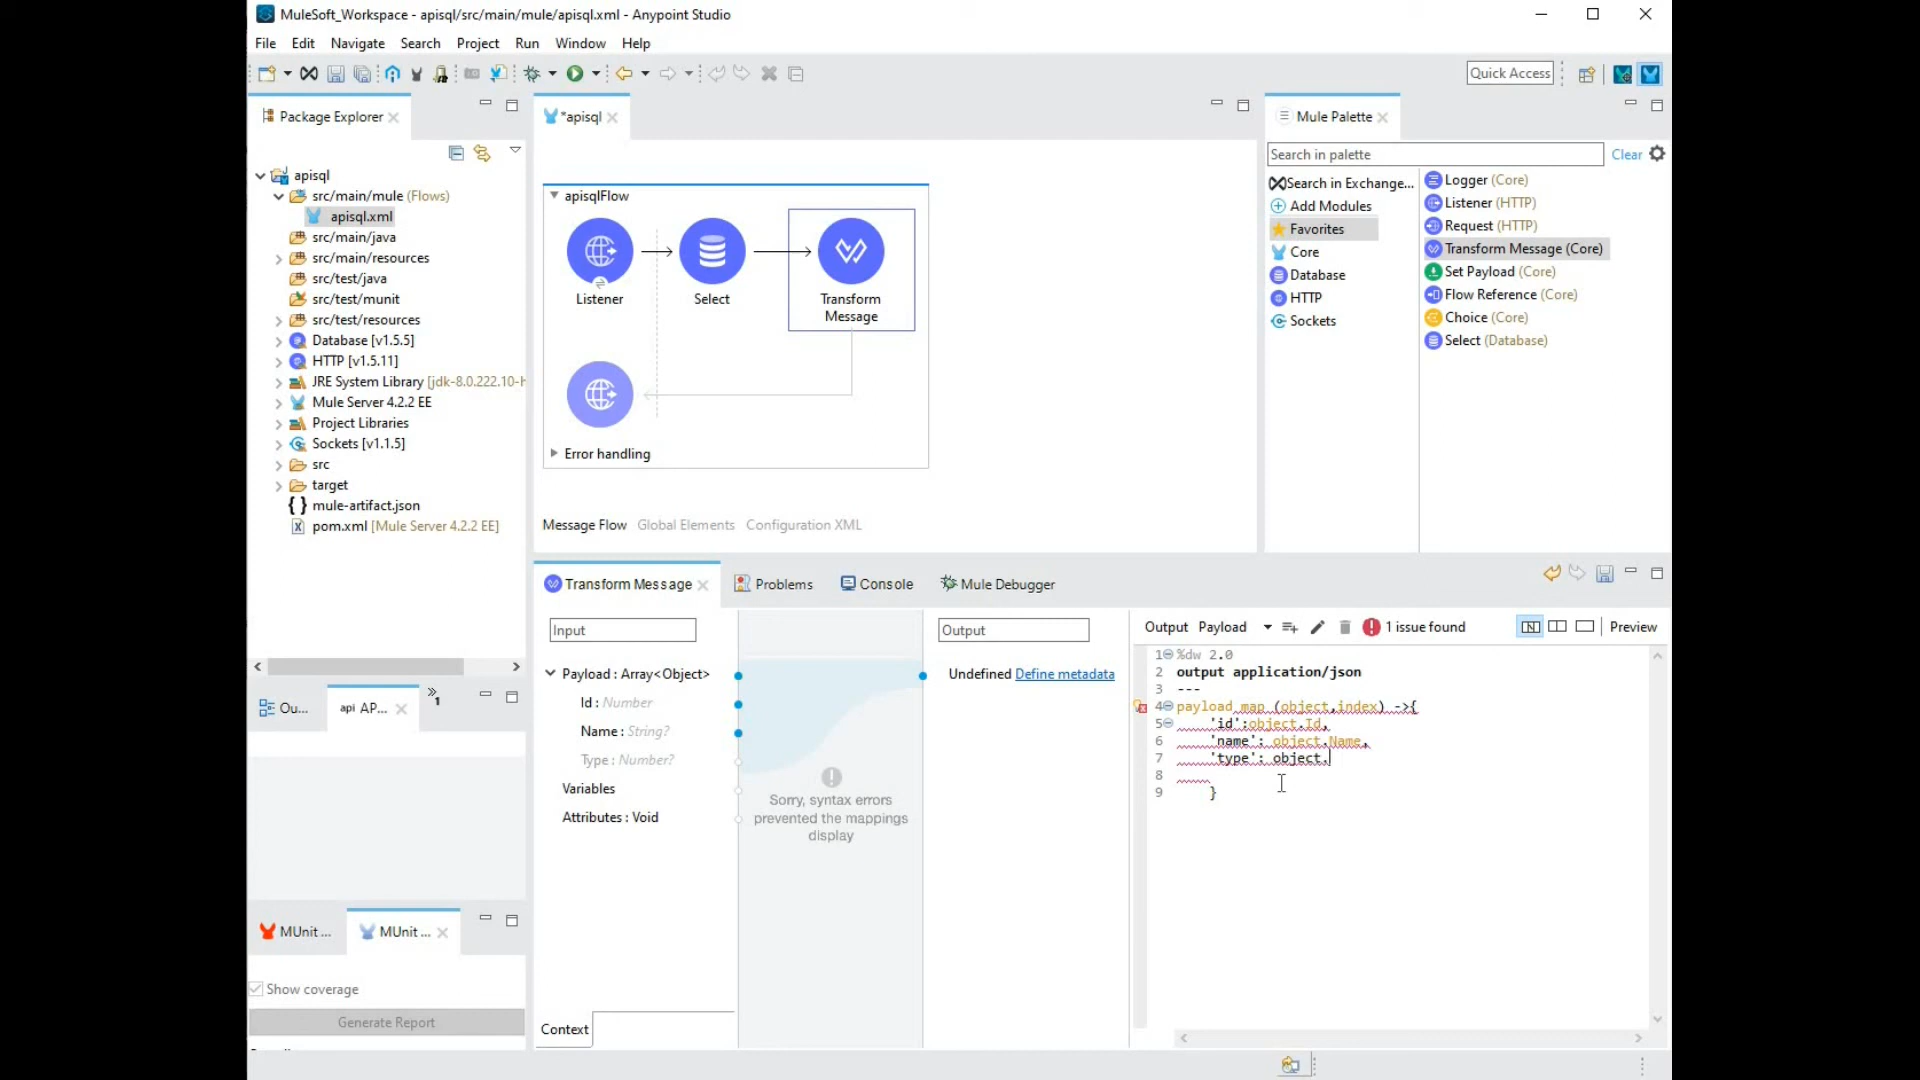 MuleSoft_Workspace - apisql/src/main/mule/apisql.xml - Anypoint Studio
File Edit Navigate Search Project Run Window Help
Quick Access
Package Explorer
apisql
src/main/mule (Flows)
apisql.xml
src/main/java
src/main/resources
src/test/java
src/test/munit
src/test/resources
Database [v1.5.5]
HTTP [v1.5.11]
JRE System Library [jdk-8.0.222.10-h
Mule Server 4.2.2 EE
Project Libraries
Sockets [v1.1.5]
src
target
mule-artifact.json
pom.xml [Mule Server 4.2.2 EE]
Ou...
api AP...
1
MUnit ...
MUnit ...
Show coverage
Generate Report
*apisql
apisqlFlow
Listener
Select
Transform
Message
Error handling
Message Flow Global Elements Configuration XML
Mule Palette
Search in palette
Clear
Search in Exchange...
Add Modules
Favorites
Core
Database
HTTP
Sockets
Logger (Core)
Listener (HTTP)
Request (HTTP)
Transform Message (Core)
Set Payload (Core)
Flow Reference (Core)
Choice (Core)
Select (Database)
Transform Message Problems Console Mule Debugger
Input
Payload : Array<Object>
Id : Number
Name : String?
Type : Number?
Variables
Attributes : Void
Context
Sorry, syntax errors
prevented the mappings
display
Output
Undefined Define metadata
Output Payload 1 issue found Preview
1 %dw 2.0
2 output application/json
3 ---
4 payload map (object,index) ->{
5 'id':object.Id,
6 'name': object.Name,
7 'type': object.
8
9 }